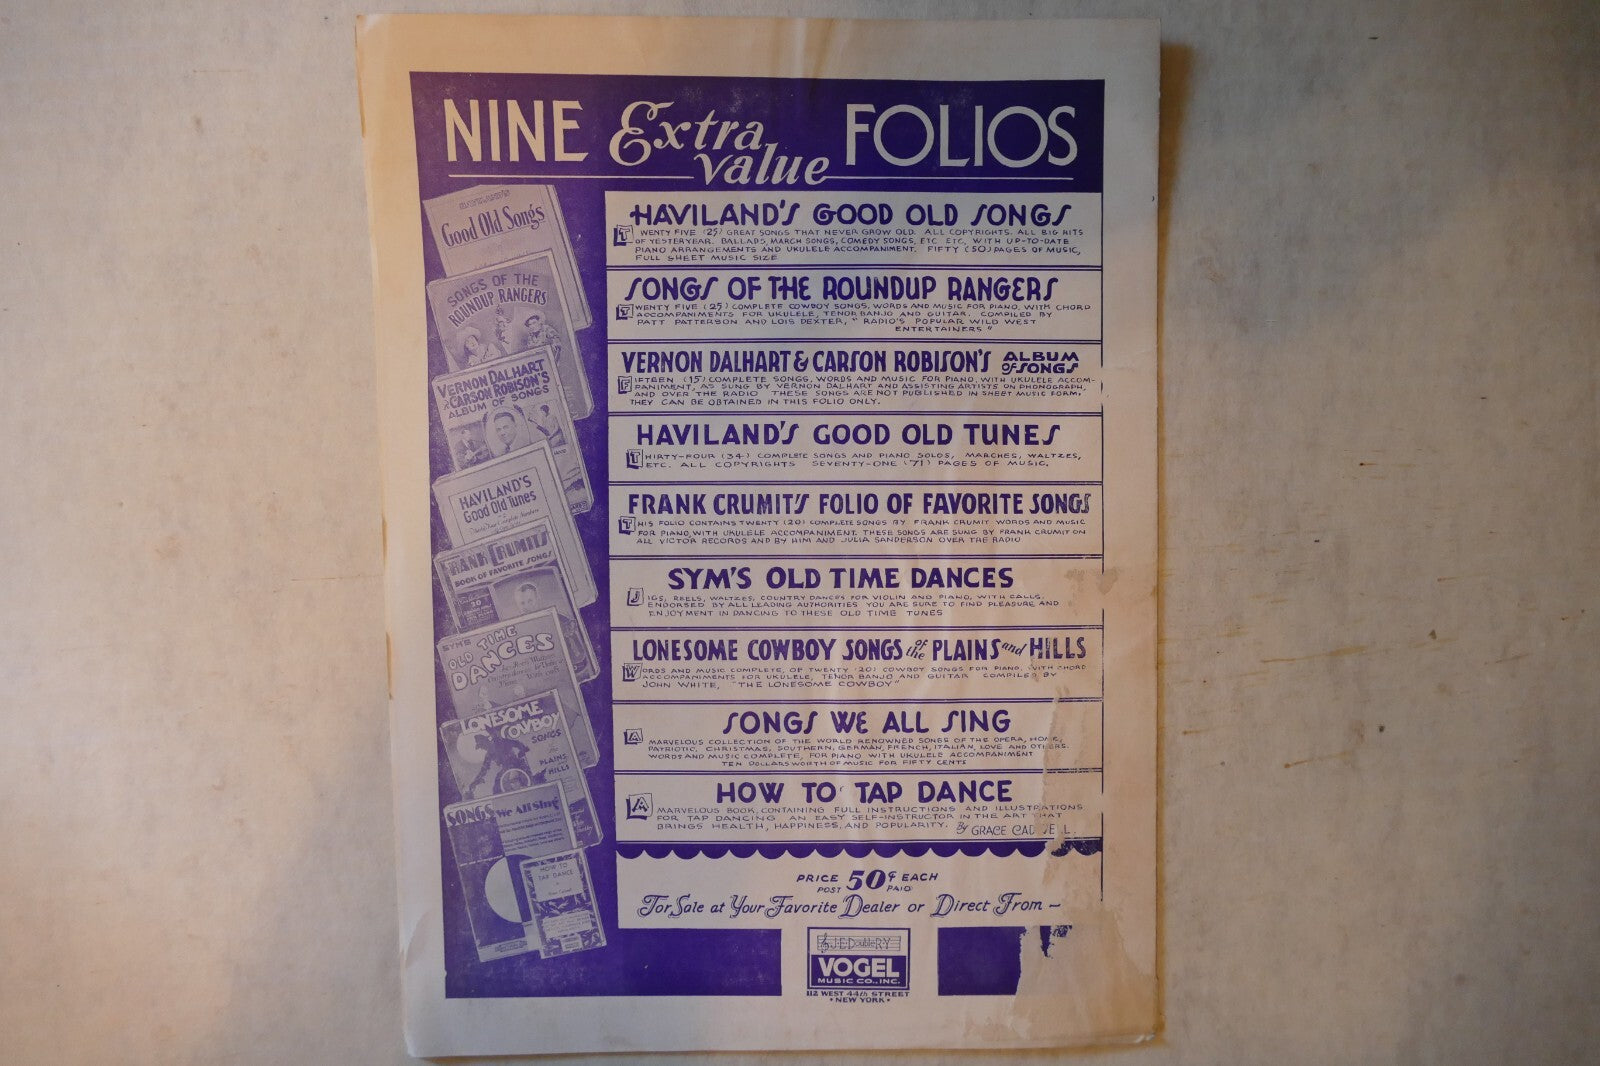 NINE Extra value FOLIOS
HAVILAND'S GOOD OLD SONGS
TWENTY FIVE (25) GREAT SONGS THAT NEVER GROW OLD. ALL COPYRIGHTS. ALL BIG HITS
OF YESTERYEAR. BALLADS, MARCH SONGS, COMEDY SONGS, ETC. ETC. WITH UP-TO-DATE
PIANO ARRANGEMENTS AND UKULELE ACCOMPANIMENT. FIFTY (50) PAGES OF MUSIC,
FULL SHEET MUSIC SIZE
SONGS OF THE ROUNDUP RANGERS
TWENTY FIVE (25) COMPLETE COWBOY SONGS, WORDS AND MUSIC FOR PIANO, WITH CHORD
ACCOMPANIMENTS FOR UKULELE, TENOR BANJO AND GUITAR. COMPILED BY
PATT PATTERSON AND LOIS DEXTER, "RADIO'S POPULAR WILD WEST
ENTERTAINERS"
VERNON DALHART & CARSON ROBISON'S ALBUM OF SONGS
FIFTEEN (15) COMPLETE SONGS, WORDS AND MUSIC FOR PIANO, WITH UKULELE ACCOM-
PANIMENT, AS SUNG BY VERNON DALHART AND ASSISTING ARTISTS ON PHONOGRAPH,
AND OVER THE RADIO THESE SONGS ARE NOT PUBLISHED IN SHEET MUSIC FORM,
THEY CAN BE OBTAINED IN THIS FOLIO ONLY.
HAVILAND'S GOOD OLD TUNES
THIRTY-FOUR (34) COMPLETE SONGS AND PIANO SOLOS, MARCHES, WALTZES,
ETC. ALL COPYRIGHTS SEVENTY-ONE (71) PAGES OF MUSIC.
FRANK CRUMIT'S FOLIO OF FAVORITE SONGS
THIS FOLIO CONTAINS TWENTY (20) COMPLETE SONGS BY FRANK CRUMIT WORDS AND MUSIC
FOR PIANO, WITH UKULELE ACCOMPANIMENT. THESE SONGS ARE SUNG BY FRANK CRUMIT ON
ALL VICTOR RECORDS AND BY HIM AND JULIA SANDERSON OVER THE RADIO
SYM'S OLD TIME DANCES
JIGS, REELS, WALTZES, COUNTRY DANCES FOR VIOLIN AND PIANO, WITH CALLS.
ENDORSED BY ALL LEADING AUTHORITIES YOU ARE SURE TO FIND PLEASURE AND
ENJOYMENT IN DANCING TO THESE OLD TIME TUNES
LONESOME COWBOY SONGS of the PLAINS and HILLS
WORDS AND MUSIC COMPLETE, OF TWENTY (20) COWBOY SONGS FOR PIANO, WITH CHORD
ACCOMPANIMENTS FOR UKULELE, TENOR BANJO AND GUITAR COMPILED BY
JOHN WHITE, "THE LONESOME COWBOY"
SONGS WE ALL SING
A MARVELOUS COLLECTION OF THE WORLD RENOWNED SONGS OF THE OPERA, HOME,
PATRIOTIC, CHRISTMAS, SOUTHERN, GERMAN, FRENCH, ITALIAN, LOVE AND OTHERS.
WORDS AND MUSIC COMPLETE, FOR PIANO WITH UKULELE ACCOMPANIMENT
TEN DOLLARS WORTH OF MUSIC FOR FIFTY CENTS
HOW TO TAP DANCE
A MARVELOUS BOOK, CONTAINING FULL INSTRUCTIONS AND ILLUSTRATIONS
FOR TAP DANCING AN EASY SELF-INSTRUCTOR IN THE ART THAT
BRINGS HEALTH, HAPPINESS, AND POPULARITY. By GRACE
PRICE 50¢ EACH
POST PAID
For Sale at Your Favorite Dealer or Direct From –
J.E. Double R.Y
VOGEL
MUSIC CO., INC.
112 WEST 44th STREET
• NEW YORK •
HAVILAND'S
Good Old Songs
SONGS OF THE
ROUNDUP RANGERS
VERNON DALHART
& CARSON ROBISON'S
ALBUM OF SONGS
HAVILAND'S
Good Old Tunes
FRANK CRUMIT'S
BOOK OF FAVORITE SONGS
20
SYM'S
OLD TIME
DANCES
LONESOME
COWBOY
SONGS
of the
PLAINS
and
HILLS
SONGS We All Sing
HOW TO
TAP DANCE